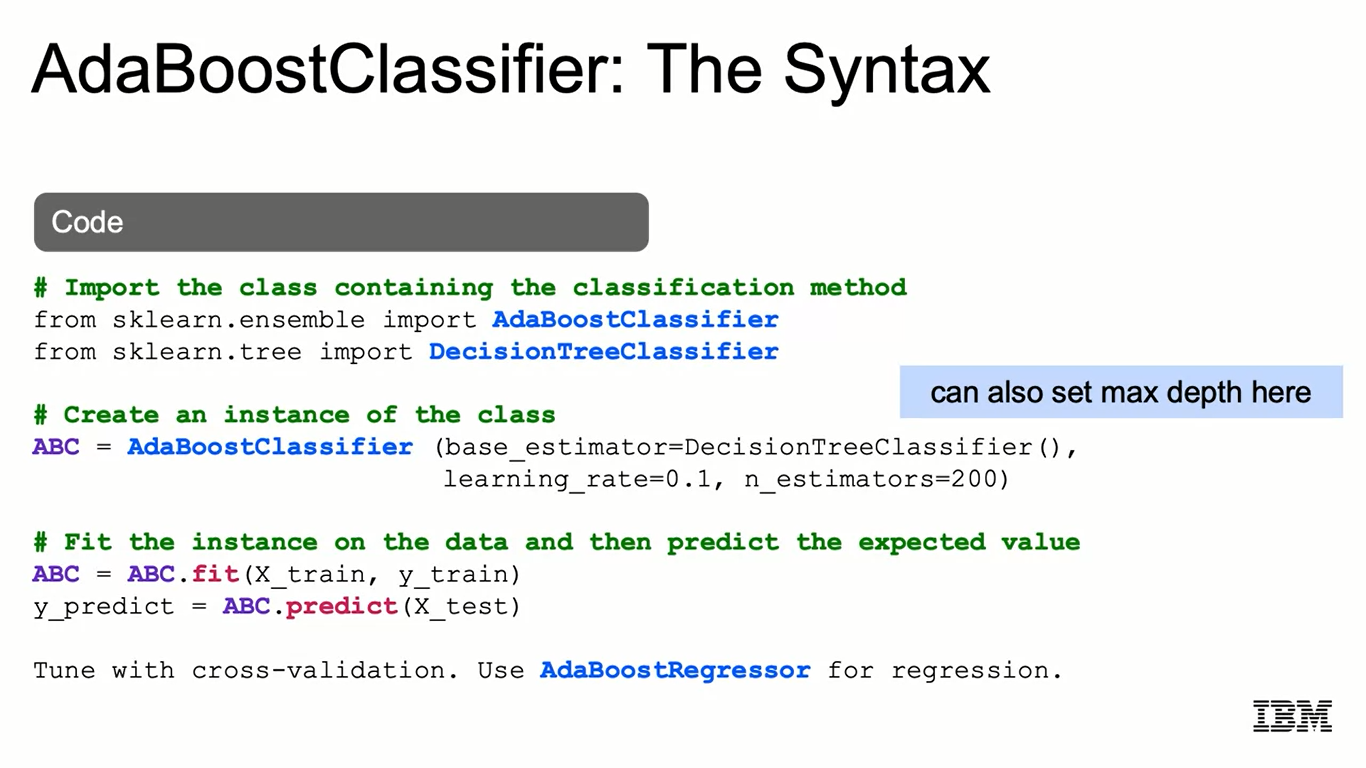 AdaBoostClassifier: The Syntax
Code
# Import the class containing the classification method
from sklearn.ensemble import AdaBoostClassifier
from sklearn.tree import DecisionTreeClassifier
can also set max depth here
# Create an instance of the class
ABC = AdaBoostClassifier (base_estimator=DecisionTreeClassifier(),
learning_rate=0.1, n_estimators=200)
# Fit the instance on the data and then predict the expected value
ABC = ABC.fit(X_train, y_train)
y_predict = ABC.predict(X_test)
Tune with cross-validation. Use AdaBoostRegressor for regression.
IBM